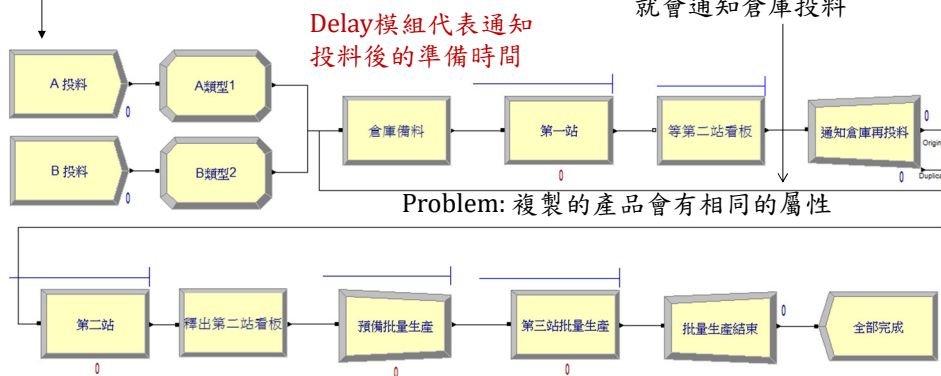 就會通知倉庫投料
Delay模組代表通知
投料後的準備時間
A 投料
0
A類型1
B 投料
0
B類型2
倉庫備料
第一站
0
等第二站看板
通知倉庫再投料
0
Origin
0
Duplica
Problem: 複製的產品會有相同的屬性
第二站
0
釋出第二站看板
預備批量生產
0
第三站批量生產
0
批量生產結束
0
全部完成